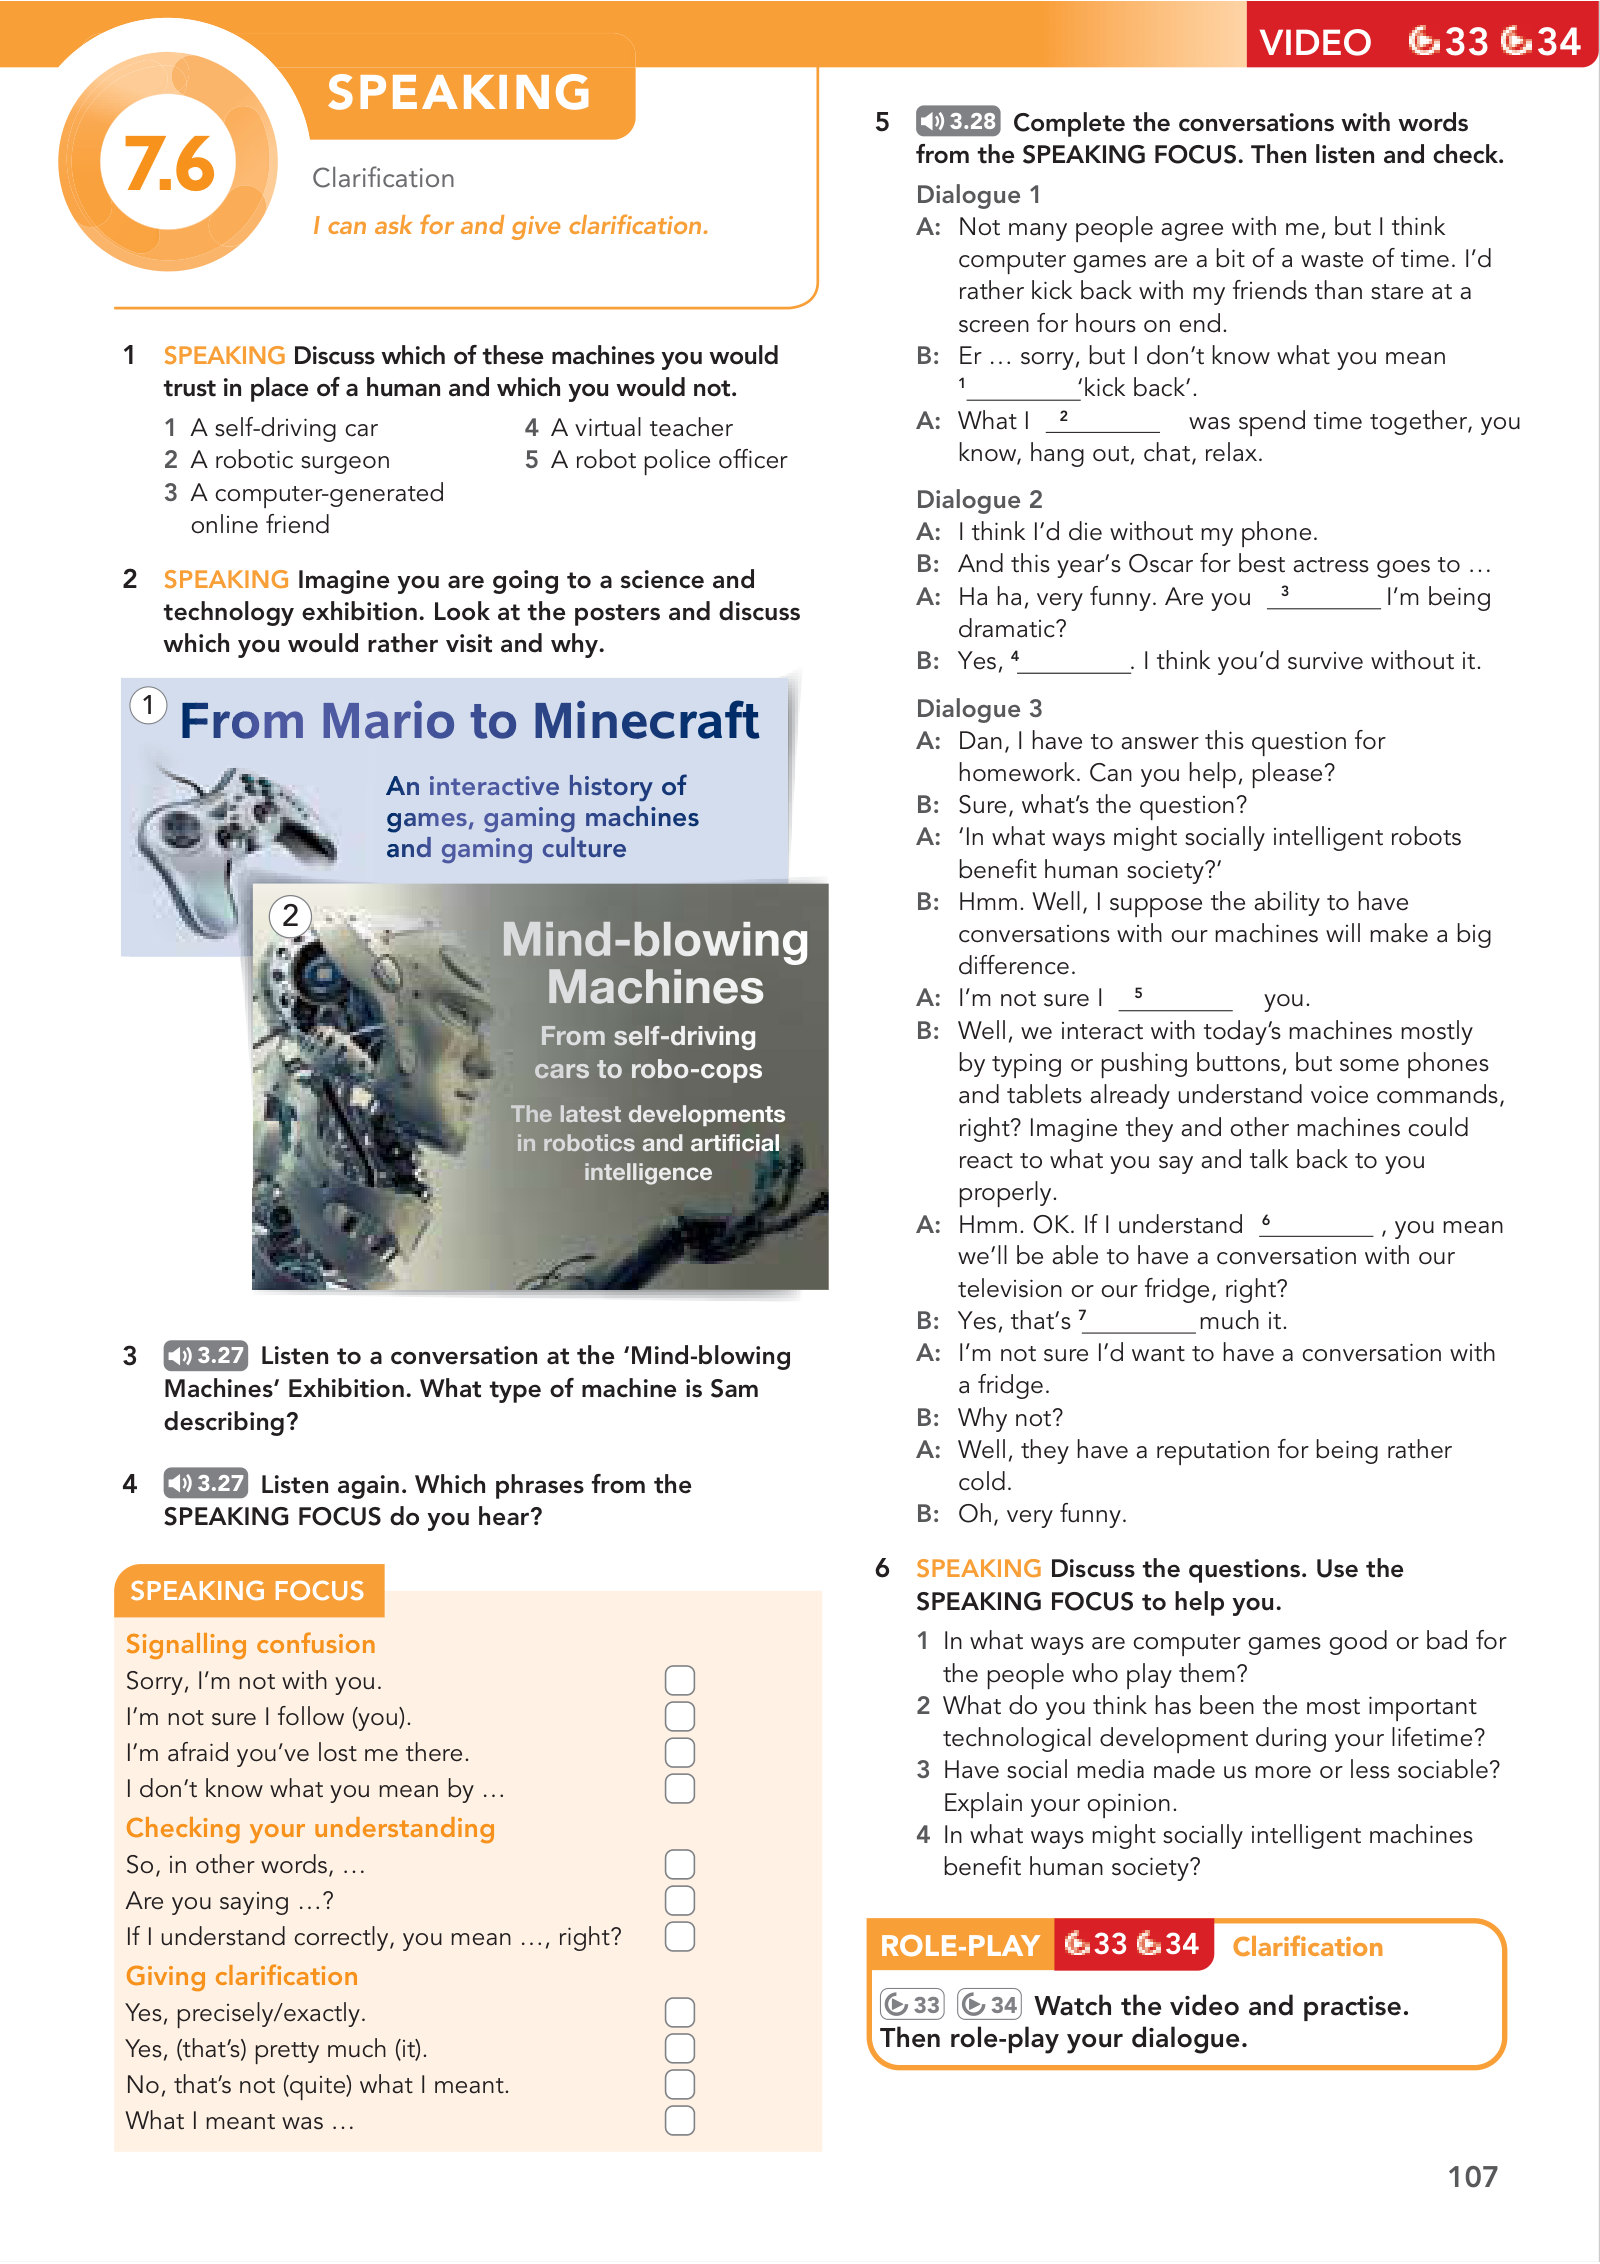 VIDEO 33 34
SPEAKING
7.6
Clarification
I can ask for and give clarification.
1 SPEAKING Discuss which of these machines you would
trust in place of a human and which you would not.
1 A self-driving car
2 A robotic surgeon
3 A computer-generated
online friend
4 A virtual teacher
5 A robot police officer
2 SPEAKING Imagine you are going to a science and
technology exhibition. Look at the posters and discuss
which you would rather visit and why.
1
From Mario to Minecraft
An interactive history of
games, gaming machines
and gaming culture
2
Mind-blowing
Machines
From self-driving
cars to robo-cops
The latest developments
in robotics and artificial
intelligence
3 3.27 Listen to a conversation at the ‘Mind-blowing
Machines’ Exhibition. What type of machine is Sam
describing?
4 3.27 Listen again. Which phrases from the
SPEAKING FOCUS do you hear?
SPEAKING FOCUS
Signalling confusion
Sorry, I’m not with you.
I’m not sure I follow (you).
I’m afraid you’ve lost me there.
I don’t know what you mean by …
Checking your understanding
So, in other words, …
Are you saying …?
If I understand correctly, you mean …, right?
Giving clarification
Yes, precisely/exactly.
Yes, (that’s) pretty much (it).
No, that’s not (quite) what I meant.
What I meant was …
5 3.28 Complete the conversations with words
from the SPEAKING FOCUS. Then listen and check.
Dialogue 1
A: Not many people agree with me, but I think
computer games are a bit of a waste of time. I’d
rather kick back with my friends than stare at a
screen for hours on end.
B: Er … sorry, but I don’t know what you mean
1 ________ ‘kick back’.
A: What I 2 ________ was spend time together, you
know, hang out, chat, relax.
Dialogue 2
A: I think I’d die without my phone.
B: And this year’s Oscar for best actress goes to …
A: Ha ha, very funny. Are you 3 ________ I’m being
dramatic?
B: Yes, 4 ________. I think you’d survive without it.
Dialogue 3
A: Dan, I have to answer this question for
homework. Can you help, please?
B: Sure, what’s the question?
A: ‘In what ways might socially intelligent robots
benefit human society?’
B: Hmm. Well, I suppose the ability to have
conversations with our machines will make a big
difference.
A: I’m not sure I 5 ________ you.
B: Well, we interact with today’s machines mostly
by typing or pushing buttons, but some phones
and tablets already understand voice commands,
right? Imagine they and other machines could
react to what you say and talk back to you
properly.
A: Hmm. OK. If I understand 6 ________ , you mean
we’ll be able to have a conversation with our
television or our fridge, right?
B: Yes, that’s 7 ________ much it.
A: I’m not sure I’d want to have a conversation with
a fridge.
B: Why not?
A: Well, they have a reputation for being rather
cold.
B: Oh, very funny.
6 SPEAKING Discuss the questions. Use the
SPEAKING FOCUS to help you.
1 In what ways are computer games good or bad for
the people who play them?
2 What do you think has been the most important
technological development during your lifetime?
3 Have social media made us more or less sociable?
Explain your opinion.
4 In what ways might socially intelligent machines
benefit human society?
ROLE-PLAY 33 34 Clarification
33 34 Watch the video and practise.
Then role-play your dialogue.
107